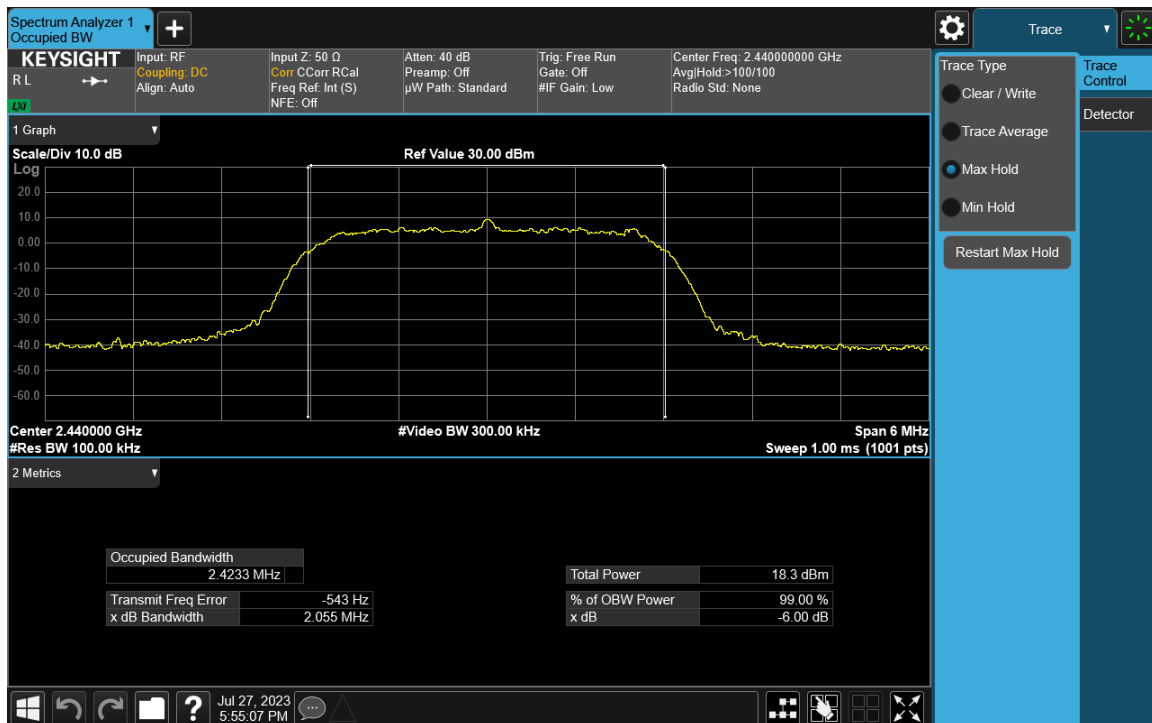 Spectrum Analyzer 1
Occupied BW
+
Trace
KEYSIGHT
R L
LXI
Input: RF
Coupling: DC
Align: Auto
Input Z: 50 Ω
Corr CCorr RCal
Freq Ref: Int (S)
NFE: Off
Atten: 40 dB
Preamp: Off
µW Path: Standard
Trig: Free Run
Gate: Off
#IF Gain: Low
Center Freq: 2.440000000 GHz
Avg|Hold:>100/100
Radio Std: None
Trace Type
Clear / Write
Trace Average
Max Hold
Min Hold
Restart Max Hold
Trace
Control
Detector
1 Graph
Scale/Div 10.0 dB
Ref Value 30.00 dBm
Log
20.0
10.0
0.00
-10.0
-20.0
-30.0
-40.0
-50.0
-60.0
Center 2.440000 GHz
#Video BW 300.00 kHz
Span 6 MHz
#Res BW 100.00 kHz
Sweep 1.00 ms (1001 pts)
2 Metrics
Occupied Bandwidth
2.4233 MHz
Total Power 18.3 dBm
Transmit Freq Error -543 Hz
% of OBW Power 99.00 %
x dB Bandwidth 2.055 MHz
x dB -6.00 dB
?
Jul 27, 2023
5:55:07 PM